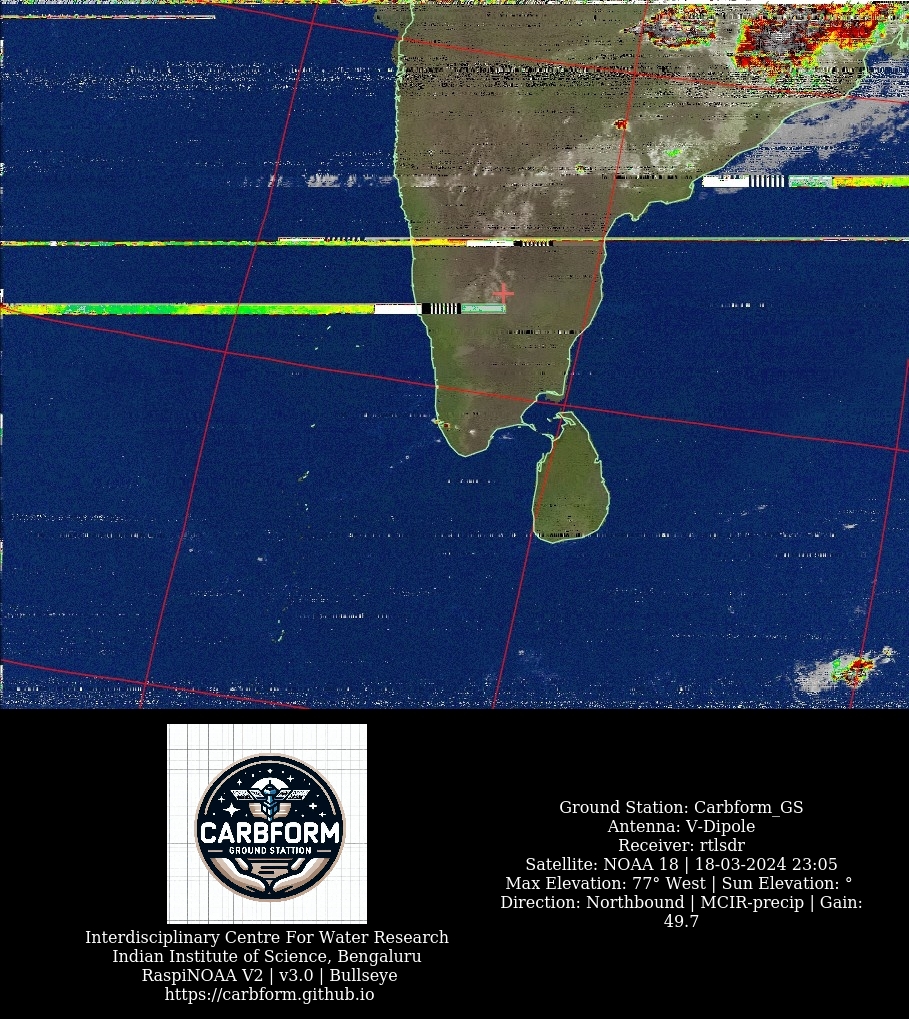 CARBFORM
GROUND STATION
Interdisciplinary Centre For Water Research
Indian Institute of Science, Bengaluru
RaspiNOAA V2 | v3.0 | Bullseye
https://carbform.github.io
Ground Station: Carbform_GS
Antenna: V-Dipole
Receiver: rtlsdr
Satellite: NOAA 18 | 18-03-2024 23:05
Max Elevation: 77° West | Sun Elevation: °
Direction: Northbound | MCIR-precip | Gain:
49.7